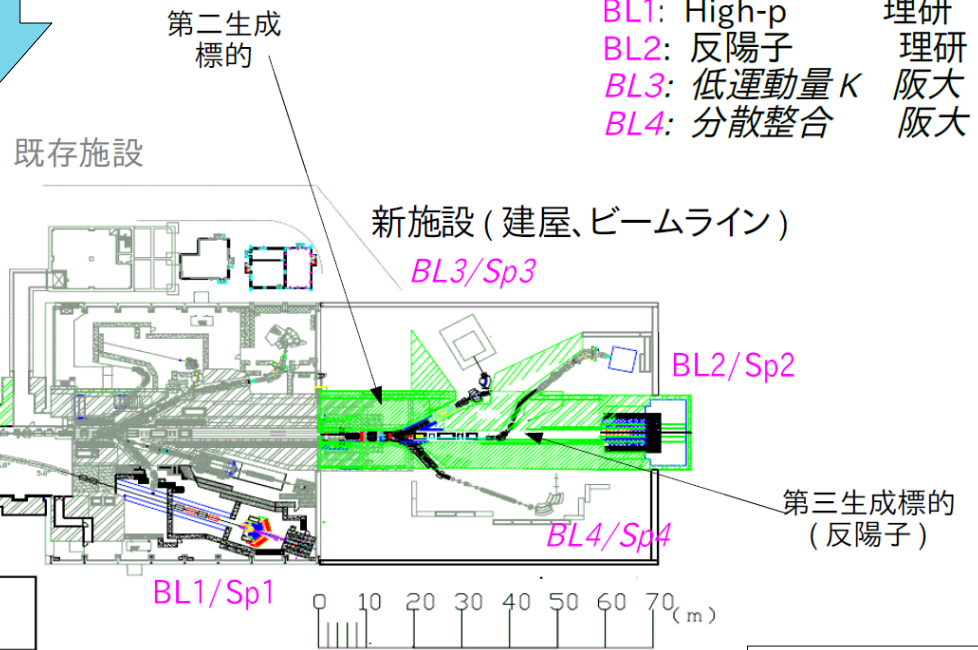 第二生成
標的
BL1: High-p 理研
BL2: 反陽子 理研
BL3: 低運動量K 阪大
BL4: 分散整合 阪大
既存施設
新施設 ( 建屋、ビームライン )
BL3/Sp3
BL2/Sp2
第三生成標的
( 反陽子 )
BL4/Sp4
BL1/Sp1
0 10 20 30 40 50 60 70 (m)